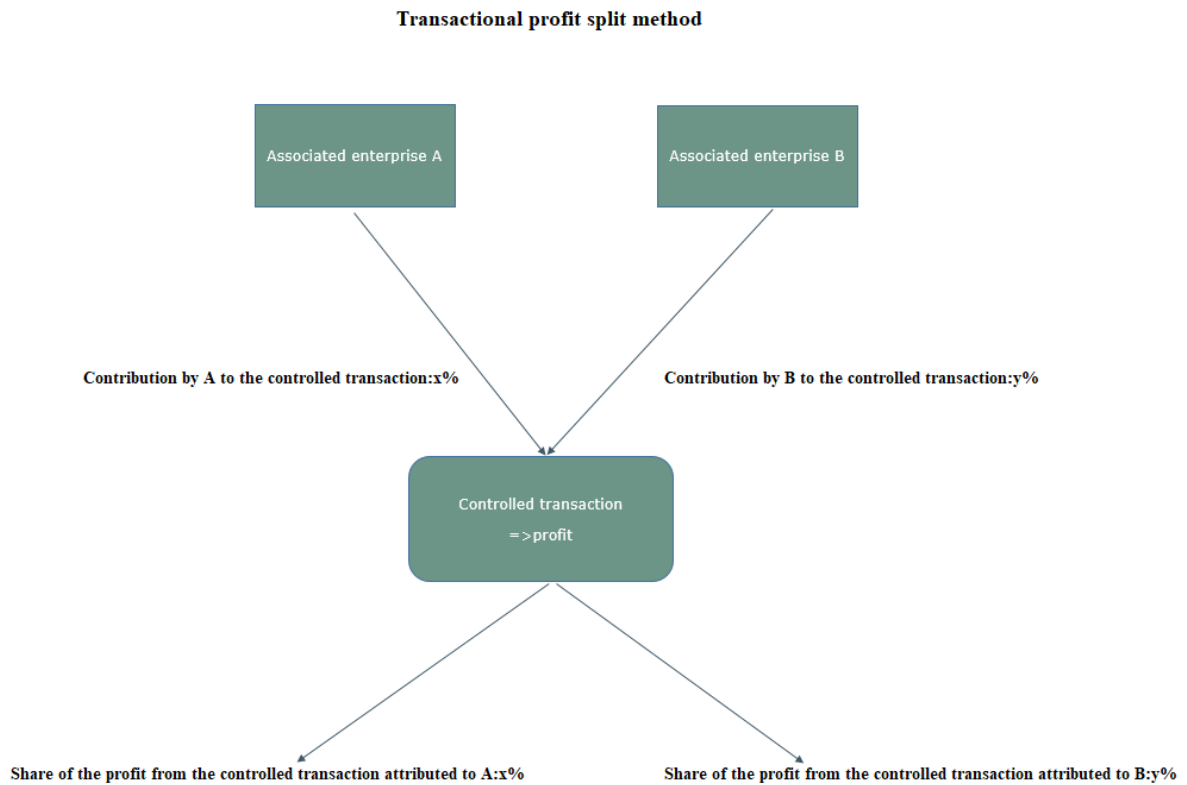 Transactional profit split method
Associated enterprise A
Associated enterprise B
Contribution by A to the controlled transaction:x%
Contribution by B to the controlled transaction:y%
Controlled transaction
=>profit
Share of the profit from the controlled transaction attributed to A:x%
Share of the profit from the controlled transaction attributed to B:y%